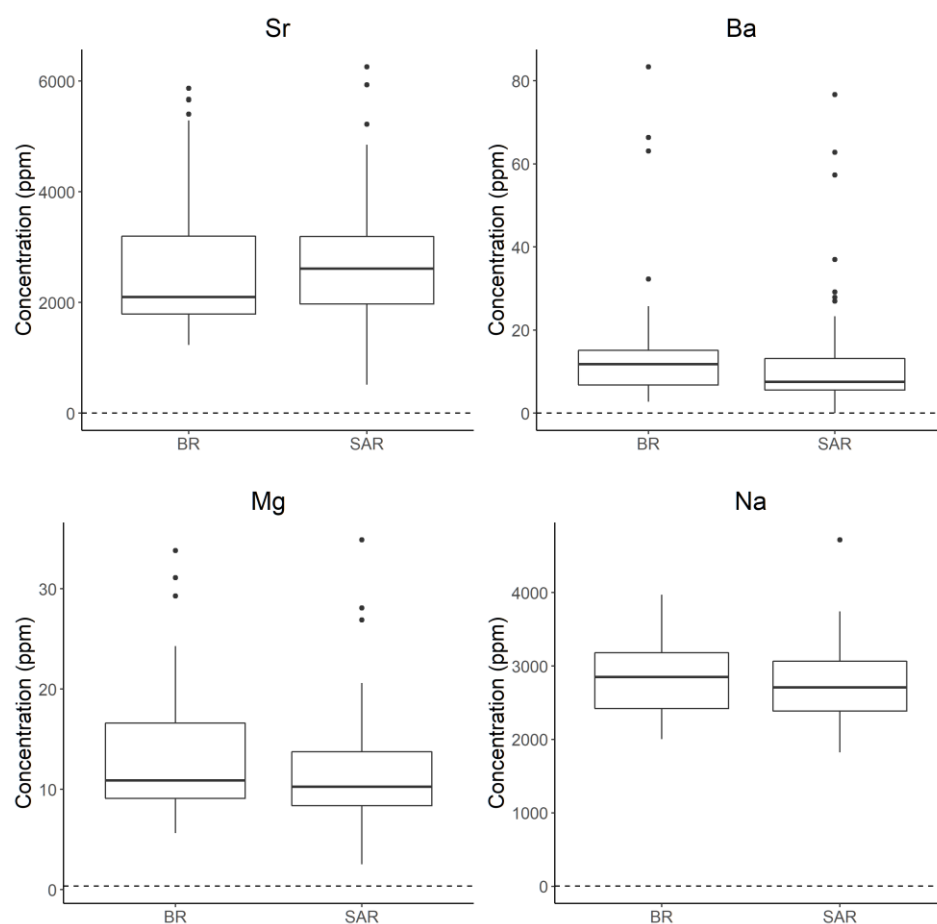 Sr
Concentration (ppm)
6000
4000
2000
0
BR
SAR
Ba
Concentration (ppm)
80
60
40
20
0
BR
SAR
Mg
Concentration (ppm)
30
20
10
0
BR
SAR
Na
Concentration (ppm)
4000
3000
2000
1000
0
BR
SAR